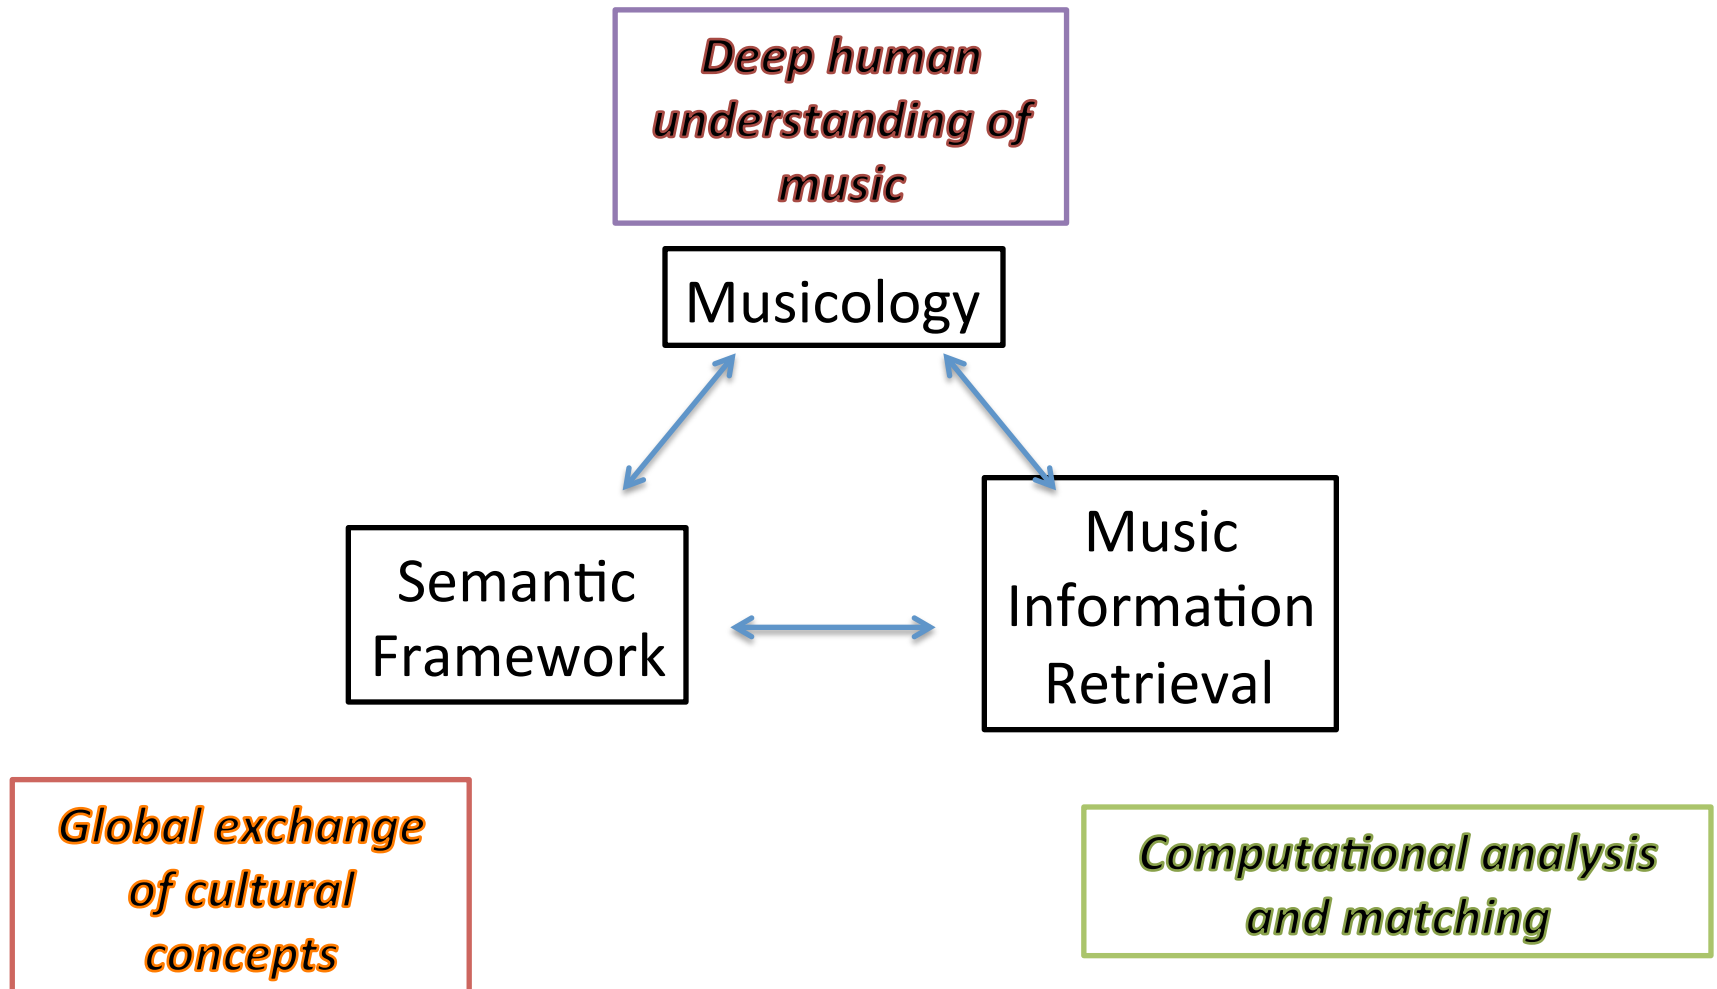 Deep human
understanding of
music
Musicology
Semantic
Framework
Music
Information
Retrieval
Global exchange
of cultural
concepts
Computational analysis
and matching